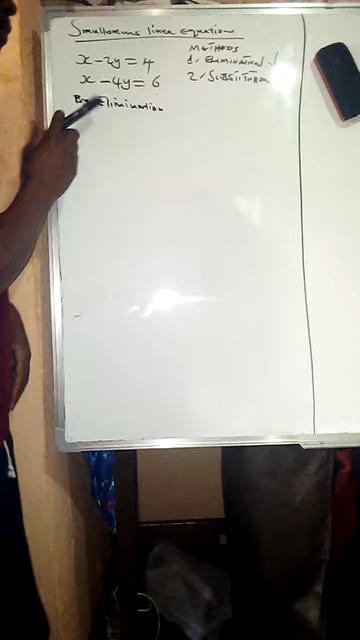 Simultaneous linear equation
x - 2y = 4
x - 4y = 6
By Elimination
METHODS
1/ ELIMINATION ✓
2/ SUBSTITUTION